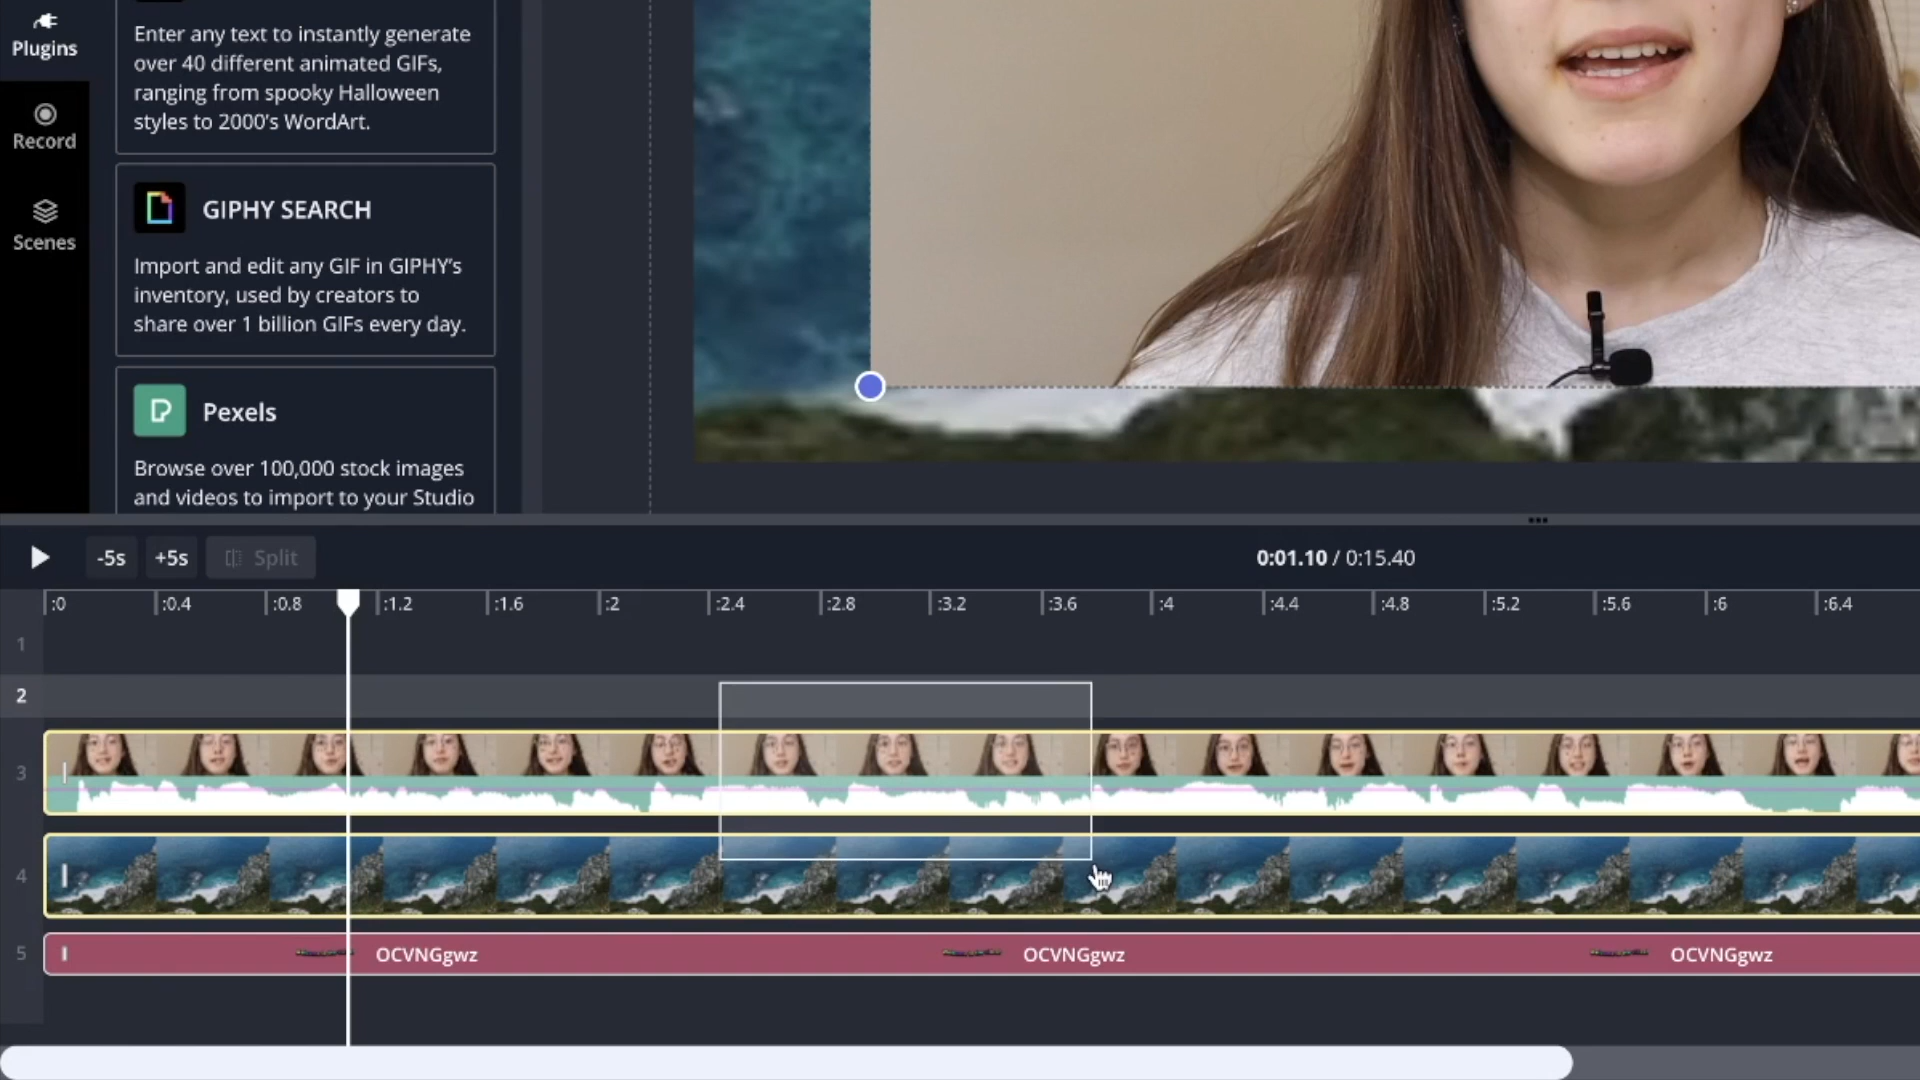 Plugins
Record
Scenes
Enter any text to instantly generate
over 40 different animated GIFs,
ranging from spooky Halloween
styles to 2000's WordArt.
GIPHY SEARCH
Import and edit any GIF in GIPHY's
inventory, used by creators to
share over 1 billion GIFs every day.
Pexels
Browse over 100,000 stock images
and videos to import to your Studio
-5s +5s Split 0:01.10 / 0:15.40
:0 :0.4 :0.8 :1.2 :1.6 :2 :2.4 :2.8 :3.2 :3.6 :4 :4.4 :4.8 :5.2 :5.6 :6 :6.4
1
2
3
4
5 OCVNGgwz OCVNGgwz OCVNGgwz